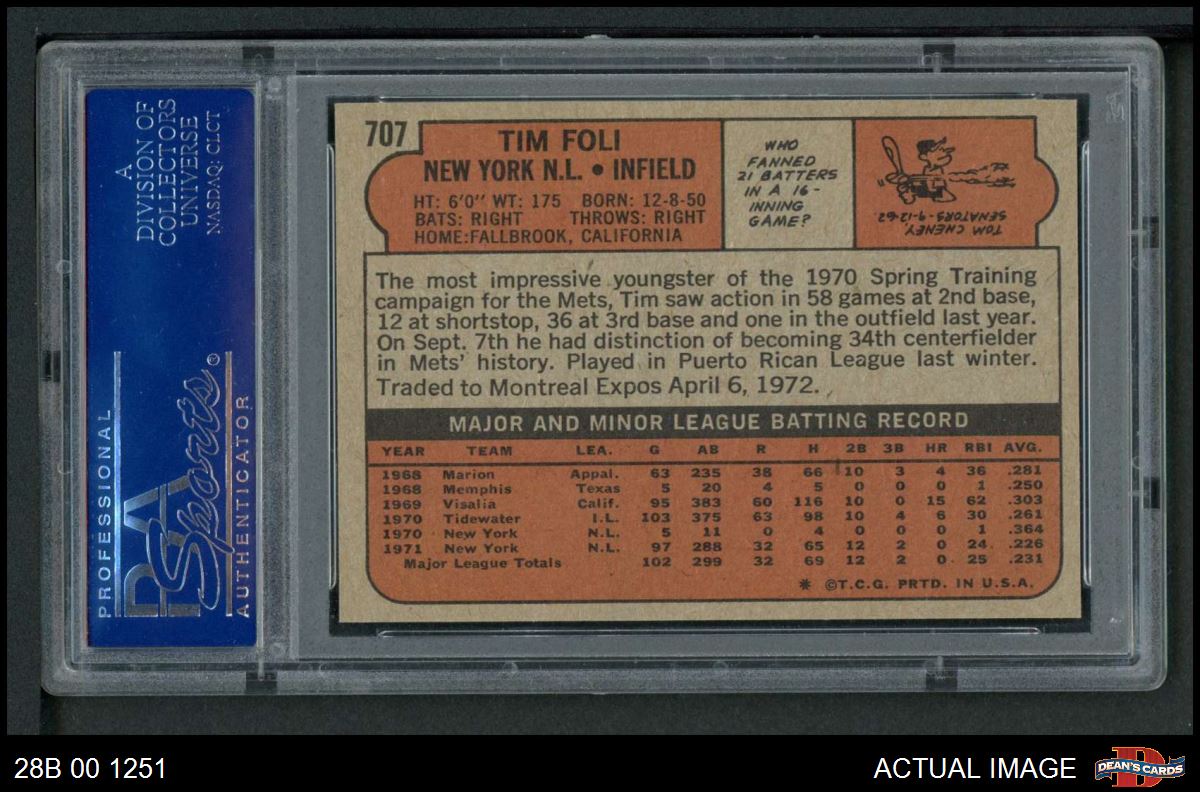 A
DIVISION OF
COLLECTORS
UNIVERSE
NASDAQ: CLCT
PROFESSIONAL
PSA
Sports®
AUTHENTICATOR
707
TIM FOLI
NEW YORK N.L. • INFIELD
HT: 6'0" WT: 175 BORN: 12-8-50
BATS: RIGHT THROWS: RIGHT
HOME:FALLBROOK, CALIFORNIA
WHO
FANNED
21 BATTERS
IN A 16-
INNING
GAME?
TOM CHENEY,
SENATORS-9-12-62
The most impressive youngster of the 1970 Spring Training
campaign for the Mets, Tim saw action in 58 games at 2nd base,
12 at shortstop, 36 at 3rd base and one in the outfield last year.
On Sept. 7th he had distinction of becoming 34th centerfielder
in Mets' history. Played in Puerto Rican League last winter.
Traded to Montreal Expos April 6, 1972.
MAJOR AND MINOR LEAGUE BATTING RECORD
YEAR TEAM LEA. G AB R H 2B 3B HR RBI AVG.
1968 Marion Appal. 63 235 38 66 10 3 4 36 .281
1968 Memphis Texas 5 20 4 5 0 0 0 1 .250
1969 Visalia Calif. 95 383 60 116 10 0 15 62 .303
1970 Tidewater I.L. 103 375 63 98 10 4 6 30 .261
1970 New York N.L. 5 11 0 4 0 0 0 1 .364
1971 New York N.L. 97 288 32 65 12 2 0 24 .226
Major League Totals 102 299 32 69 12 2 0 25 .231
* ©T.C.G. PRTD. IN U.S.A.
28B 00 1251
ACTUAL IMAGE
DEAN'S CARDS